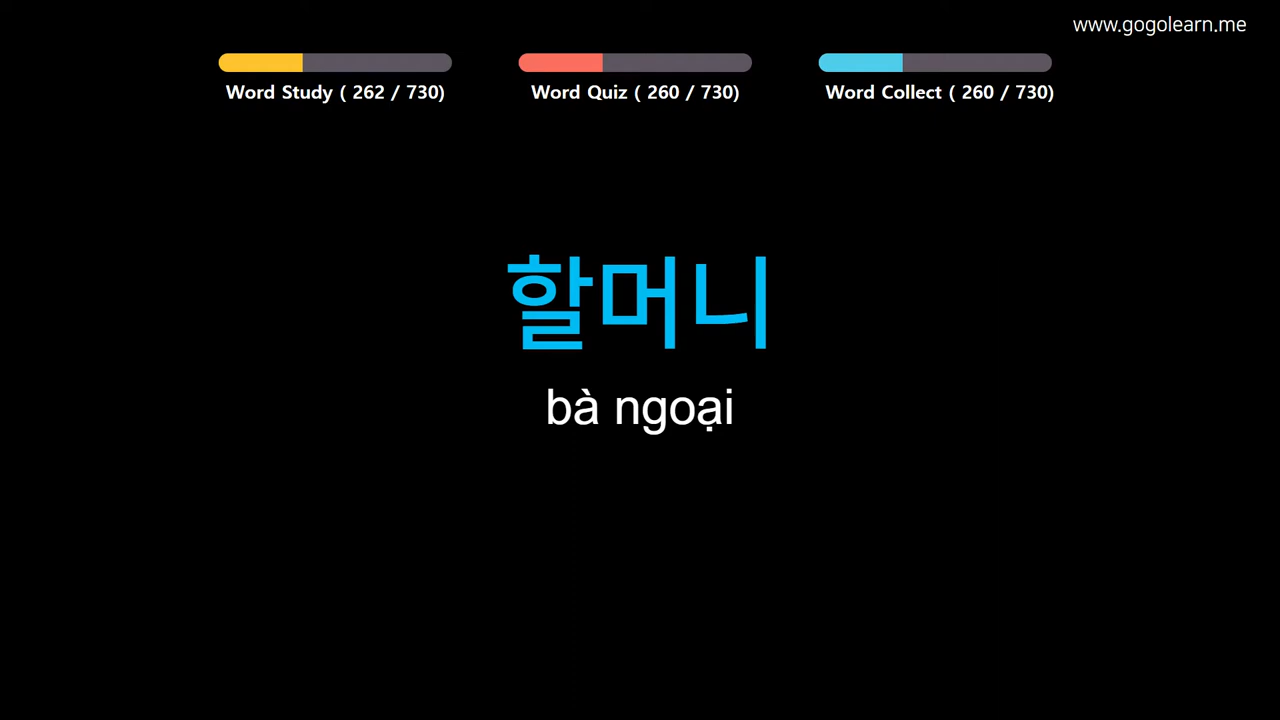 www.gogolearn.me
Word Study ( 262 / 730)
Word Quiz ( 260 / 730)
Word Collect ( 260 / 730)
할머니
bà ngoại